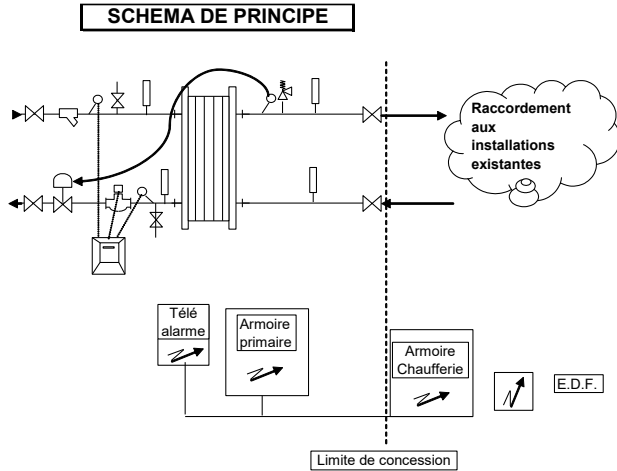 SCHEMA DE PRINCIPE
Raccordement
aux
installations
existantes
Télé
alarme
Armoire
primaire
Armoire
Chaufferie
E.D.F.
Limite de concession